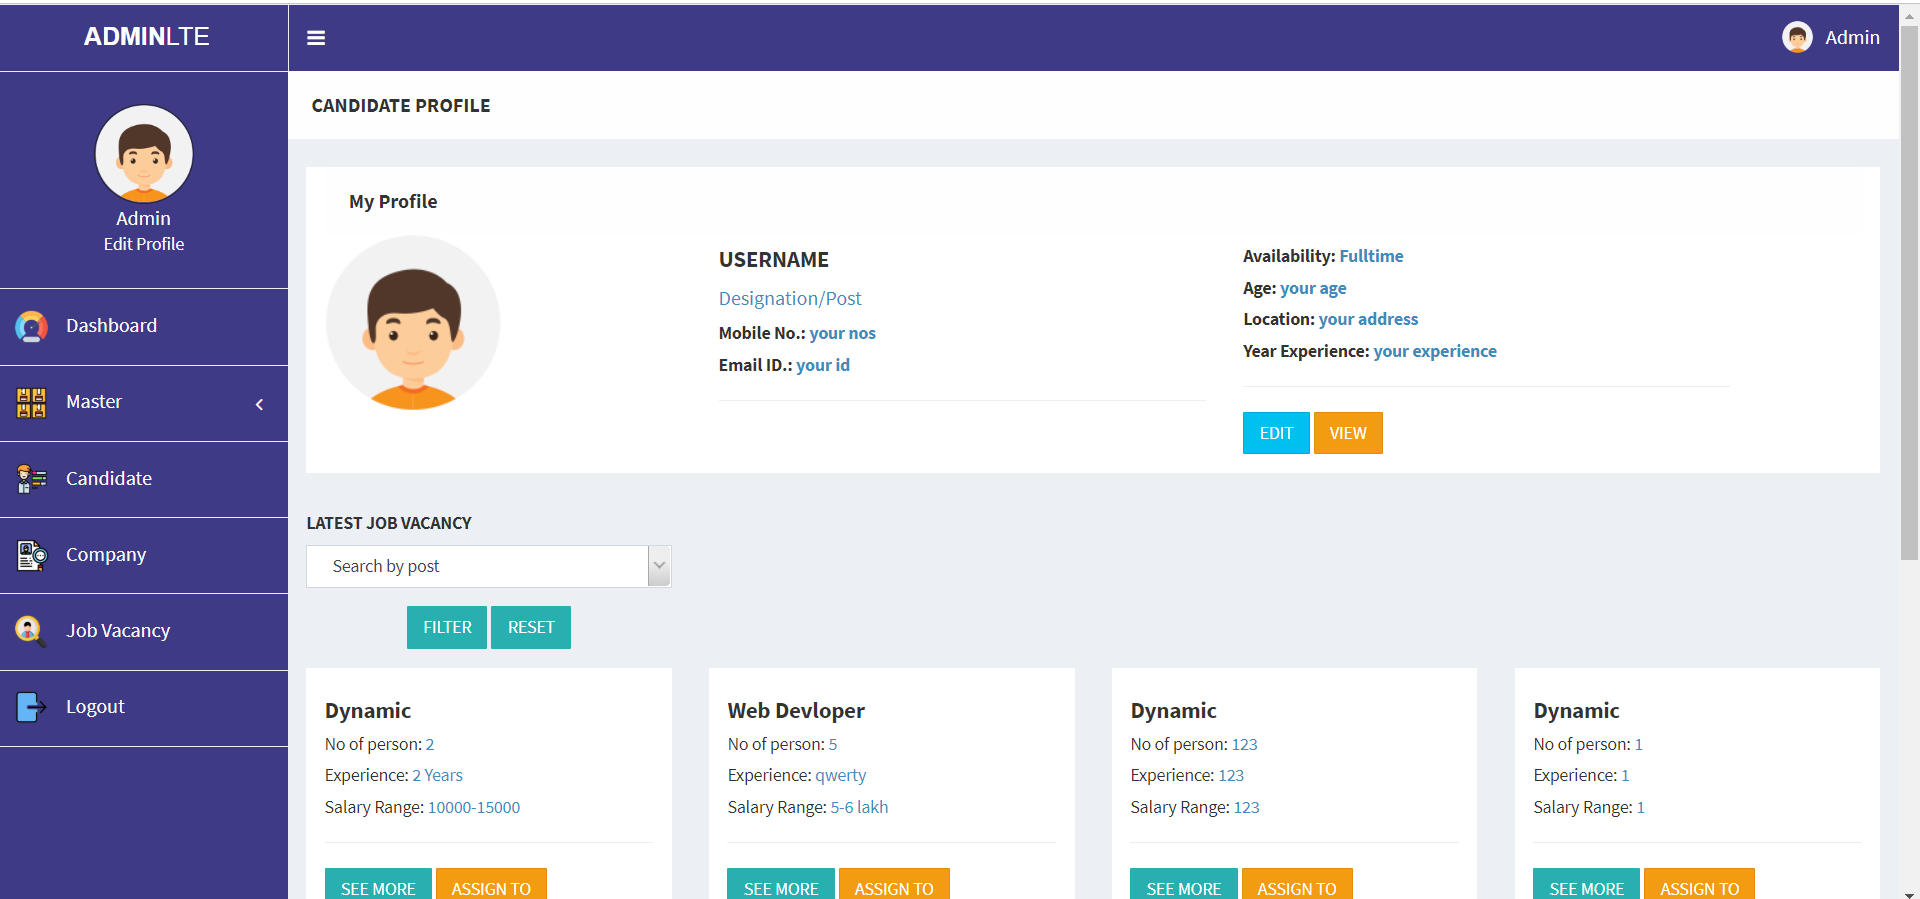 ADMINLTE
Admin
Admin
Edit Profile
Dashboard
Master
Candidate
Company
Job Vacancy
Logout
CANDIDATE PROFILE
My Profile
USERNAME
Designation/Post
Mobile No.: your nos
Email ID.: your id
Availability: Fulltime
Age: your age
Location: your address
Year Experience: your experience
EDIT VIEW
LATEST JOB VACANCY
Search by post
FILTER RESET
Dynamic
No of person: 2
Experience: 2 Years
Salary Range: 10000-15000
SEE MORE ASSIGN TO
Web Devloper
No of person: 5
Experience: qwerty
Salary Range: 5-6 lakh
SEE MORE ASSIGN TO
Dynamic
No of person: 123
Experience: 123
Salary Range: 123
SEE MORE ASSIGN TO
Dynamic
No of person: 1
Experience: 1
Salary Range: 1
SEE MORE ASSIGN TO